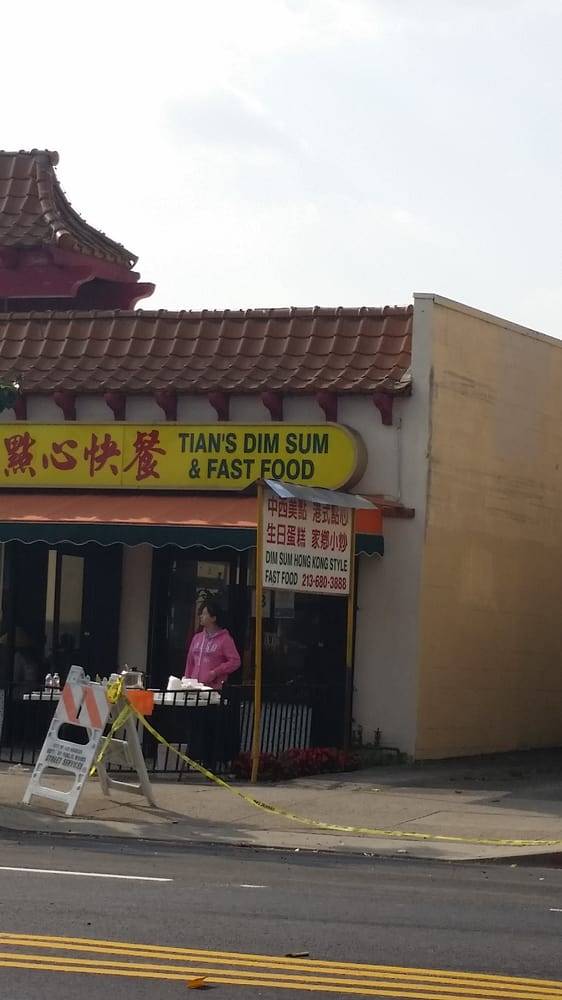 點心快餐
TIAN'S DIM SUM
& FAST FOOD
中西美點 港式點心
生日蛋糕 家鄉小炒
DIM SUM HONG KONG STYLE
FAST FOOD 213-680-3888
STREET SERVICES